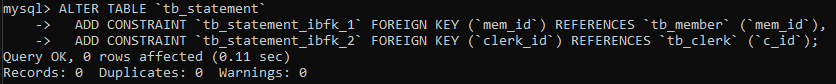 mysql> ALTER TABLE `tb_statement`
    ->   ADD CONSTRAINT `tb_statement_ibfk_1` FOREIGN KEY (`mem_id`) REFERENCES `tb_member` (`mem_id`),
    ->   ADD CONSTRAINT `tb_statement_ibfk_2` FOREIGN KEY (`clerk_id`) REFERENCES `tb_clerk` (`c_id`);
Query OK, 0 rows affected (0.11 sec)
Records: 0  Duplicates: 0  Warnings: 0